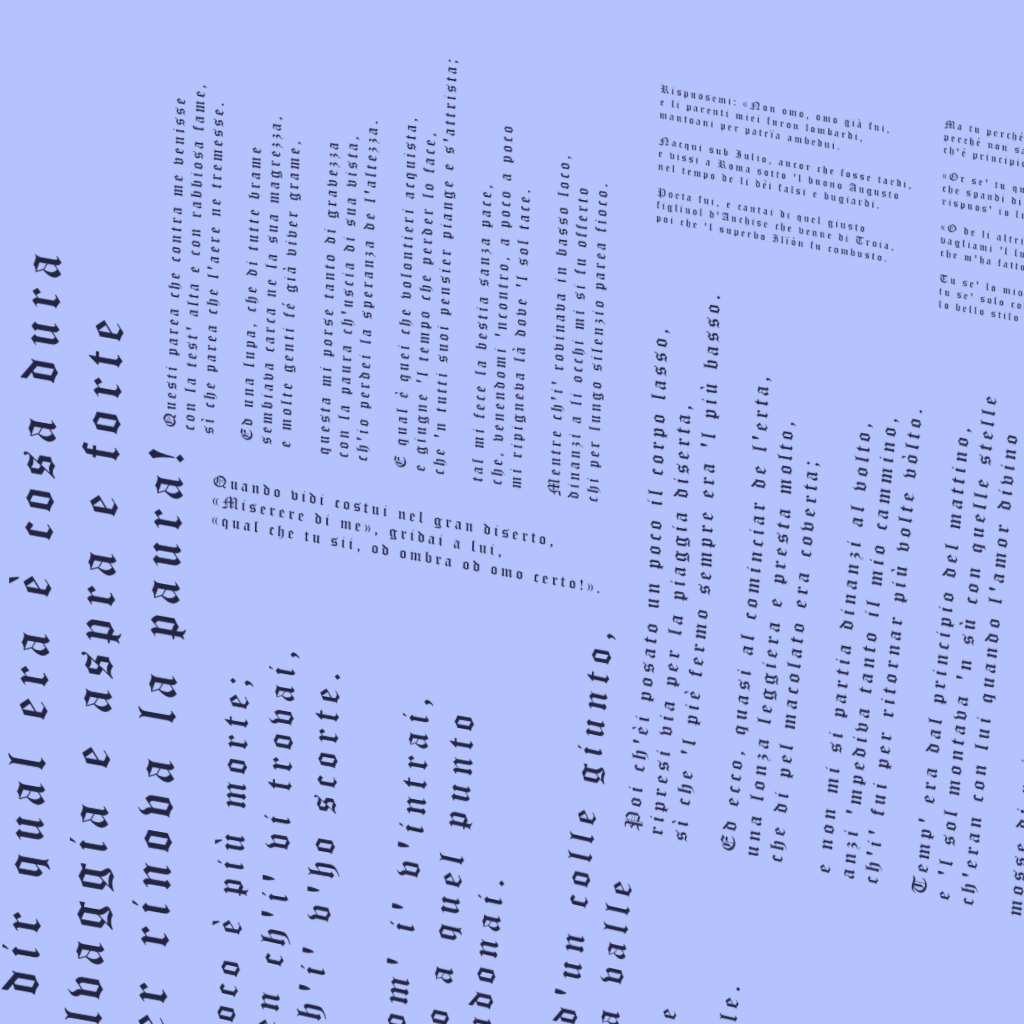 dir qual era è cosa dura
lvaggia e aspra e forte
er rinova la paura!
oco è più morte;
n ch'i' vi trovai,
h'i' v'ho scorte.
om' i' v'intrai,
o a quel punto
ndonai.
d'un colle giunto,
a valle
e
le.
Poi ch'èi posato un poco il corpo lasso,
ripresi via per la piaggia diserta,
sì che 'l piè fermo sempre era 'l più basso.
Ed ecco, quasi al cominciar de l'erta,
una lonza leggiera e presta molto,
che di pel macolato era coverta;
e non mi si partia dinanzi al volto,
anzi 'mpediva tanto il mio cammino,
ch'i' fui per ritornar più volte vòlto.
Temp' era dal principio del mattino,
e 'l sol montava 'n sù con quelle stelle
ch'eran con lui quando l'amor divino
mosse di
Questi parea che contra me venisse
con la test' alta e con rabbiosa fame,
sì che parea che l'aere ne tremesse.
Ed una lupa, che di tutte brame
sembiava carca ne la sua magrezza,
e molte genti fé già viver grame,
questa mi porse tanto di gravezza
con la paura ch'uscia di sua vista,
ch'io perdei la speranza de l'altezza.
E qual è quei che volontieri acquista,
e giugne 'l tempo che perder lo face,
che 'n tutti suoi pensier piange e s'attrista;
tal mi fece la bestia sanza pace,
che, venendomi 'ncontro, a poco a poco
mi ripigneva là dove 'l sol tace.
Mentre ch'i' rovinava in basso loco,
dinanzi a li occhi mi si fu offerto
chi per lungo silenzio parea fioco.
Quando vidi costui nel gran diserto,
«Miserere di me», gridai a lui,
«qual che tu sii, od ombra od omo certo!».
Rispuosemi: «Non omo, omo già fui,
e li parenti miei furon lombardi,
mantoani per patrïa ambedui.
Nacqui sub Iulio, ancor che fosse tardi,
e vissi a Roma sotto 'l buono Augusto
nel tempo de li dèi falsi e bugiardi.
Poeta fui, e cantai di quel giusto
figliuol d'Anchise che venne di Troia,
poi che 'l superbo Ilïón fu combusto.
Ma tu perché
perché non sa
ch'è principio
«Or se' tu qu
che spandi di
rispuos' io li
«O de li altri
vagliami 'l lu
che m'ha fatto
Tu se' lo mio
tu se' solo co
lo bello stilo